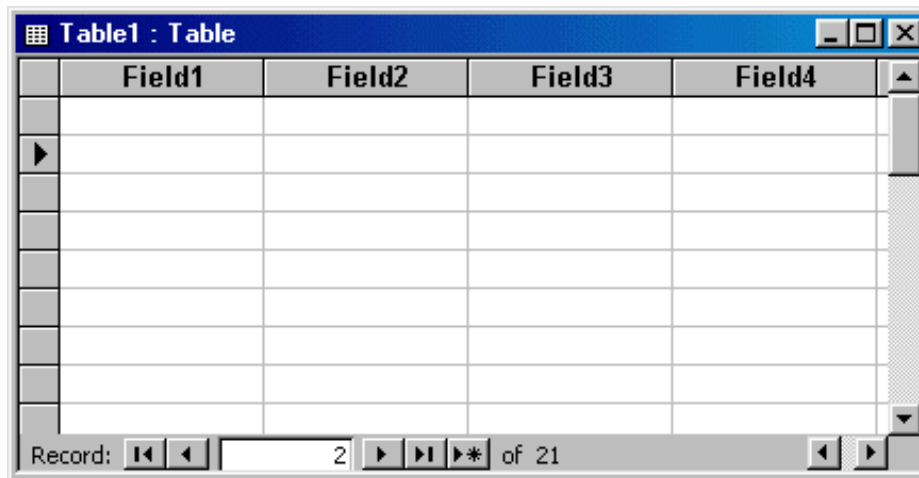 Table1 : Table
Field1 Field2 Field3 Field4
Record: 2 of 21